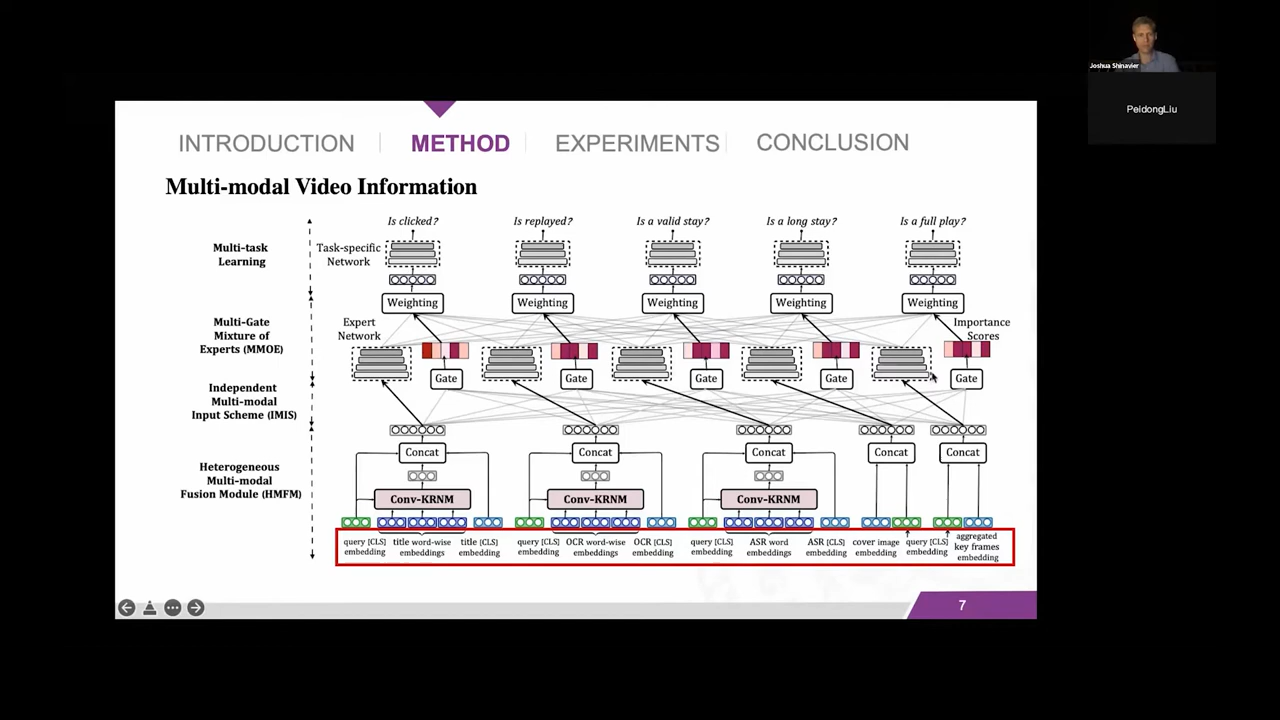 Joshua Shinavier
PeidongLiu
INTRODUCTION
METHOD
EXPERIMENTS
CONCLUSION
Multi-modal Video Information
Is clicked?
Is replayed?
Is a valid stay?
Is a long stay?
Is a full play?
Multi-task
Learning
Task-specific
Network
Weighting
Weighting
Weighting
Weighting
Weighting
Multi-Gate
Mixture of
Experts (MMOE)
Expert
Network
Importance
Scores
Gate
Gate
Gate
Gate
Gate
Independent
Multi-modal
Input Scheme (IMIS)
Concat
Concat
Concat
Concat
Concat
Heterogeneous
Multi-modal
Fusion Module (HMFM)
Conv-KRNM
Conv-KRNM
Conv-KRNM
query [CLS]
embedding
title word-wise
embeddings
title [CLS]
embedding
query [CLS]
embedding
OCR word-wise
embeddings
OCR [CLS]
embedding
query [CLS]
embedding
ASR word
embeddings
ASR [CLS]
embedding
cover image
embedding
query [CLS]
embedding
aggregated
key frames
embedding
7